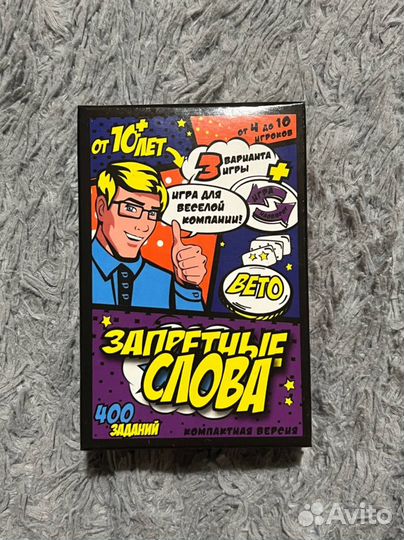 от 10+ лет
от 4 до 10
игроков
3 варианта
игры
+
игра для
веселой
компании!
игра
ВЕТО
ЗАПРЕТНЫЕ
СЛОВА
400
заданий
компактная версия
Avito